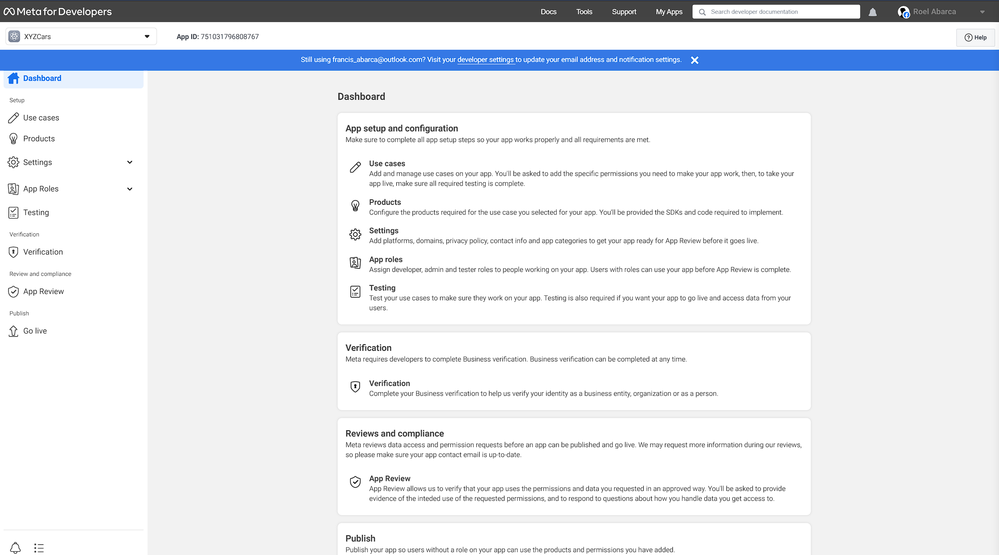 Meta for Developers
Docs
Tools
Support
My Apps
Search developer documentation
Roel Abarca
XYZCars
App ID: 751031796808767
Help
Still using francis_abarca@outlook.com? Visit your developer settings to update your email address and notification settings.
Dashboard
Setup
Use cases
Products
Settings
App Roles
Testing
Verification
Verification
Review and compliance
App Review
Publish
Go live
Dashboard
App setup and configuration
Make sure to complete all app setup steps so your app works properly and all requirements are met.
Use cases
Add and manage use cases on your app. You'll be asked to add the specific permissions you need to make your app work, then, to take your
app live, make sure all required testing is complete.
Products
Configure the products required for the use case you selected for your app. You'll be provided the SDKs and code required to implement.
Settings
Add platforms, domains, privacy policy, contact info and app categories to get your app ready for App Review before it goes live.
App roles
Assign developer, admin and tester roles to people working on your app. Users with roles can use your app before App Review is complete.
Testing
Test your use cases to make sure they work on your app. Testing is also required if you want your app to go live and access data from your
users.
Verification
Meta requires developers to complete Business verification. Business verification can be completed at any time.
Verification
Complete your Business verification to help us verify your identity as a business entity, organization or as a person.
Reviews and compliance
Meta reviews data access and permission requests before an app can be published and go live. We may request more information during our reviews,
so please make sure your app contact email is up-to-date.
App Review
App Review allows us to verify that your app uses the permissions and data you requested in an approved way. You'll be asked to provide
evidence of the inteded use of the requested permissions, and to respond to questions about how you handle data you get access to.
Publish
Publish your app so users without a role on your app can use the products and permissions you have added.